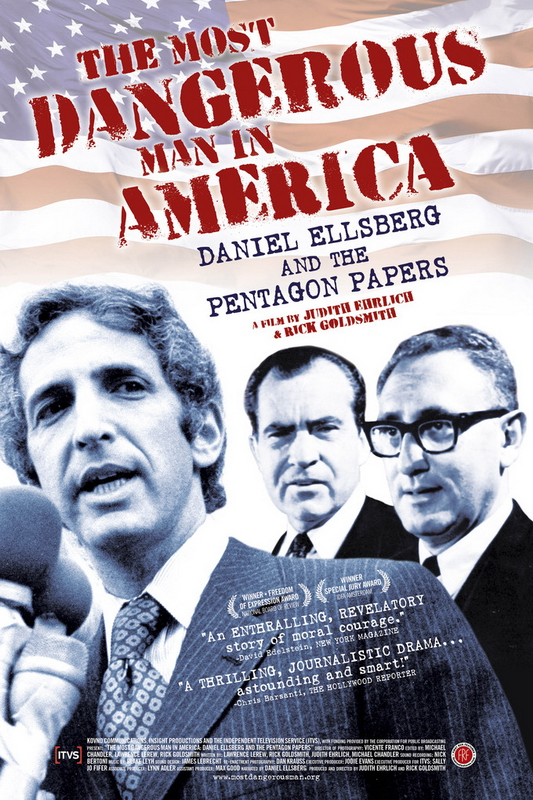 THE MOST
DANGEROUS
MAN IN
AMERICA
DANIEL ELLSBERG
AND THE
PENTAGON PAPERS
A FILM BY JUDITH EHRLICH
& RICK GOLDSMITH
WINNER • FREEDOM
OF EXPRESSION AWARD
NATIONAL BOARD OF REVIEW
WINNER
SPECIAL JURY AWARD
IDFA AMSTERDAM
"An ENTHRALLING, REVELATORY
story of moral courage."
-David Edelstein, NEW YORK MAGAZINE
"A THRILLING, JOURNALISTIC DRAMA...
astounding and smart!"
-Chris Barsanti, THE HOLLYWOOD REPORTER
KOVNO COMMUNICATIONS, INSIGHT PRODUCTIONS AND THE INDEPENDENT TELEVISION SERVICE (ITVS), WITH FUNDING PROVIDED BY THE CORPORATION FOR PUBLIC BROADCASTING
PRESENT: "THE MOST DANGEROUS MAN IN AMERICA: DANIEL ELLSBERG AND THE PENTAGON PAPERS" DIRECTOR OF PHOTOGRAPHY: VICENTE FRANCO EDITED BY: MICHAEL
CHANDLER, LAWRENCE LEREW, RICK GOLDSMITH WRITTEN BY: LAWRENCE LEREW, RICK GOLDSMITH, JUDITH EHRLICH, MICHAEL CHANDLER SOUND RECORDING: NICK
BERTONI MUSIC BY: BLAKE LEYH SOUND DESIGN: JAMES LEBRECHT RE-ENACTMENT PHOTOGRAPHY: DAN KRAUSS EXECUTIVE PRODUCER: JODIE EVANS EXECUTIVE PRODUCER FOR ITVS: SALLY
JO FIFER PRODUCER: LYNN ADLER ASSISTANT PRODUCER: MAX GOOD NARRATED BY DANIEL ELLSBERG PRODUCED AND DIRECTED BY JUDITH EHRLICH AND RICK GOLDSMITH
[ITVS]
FRF
www.mostdangerousman.org